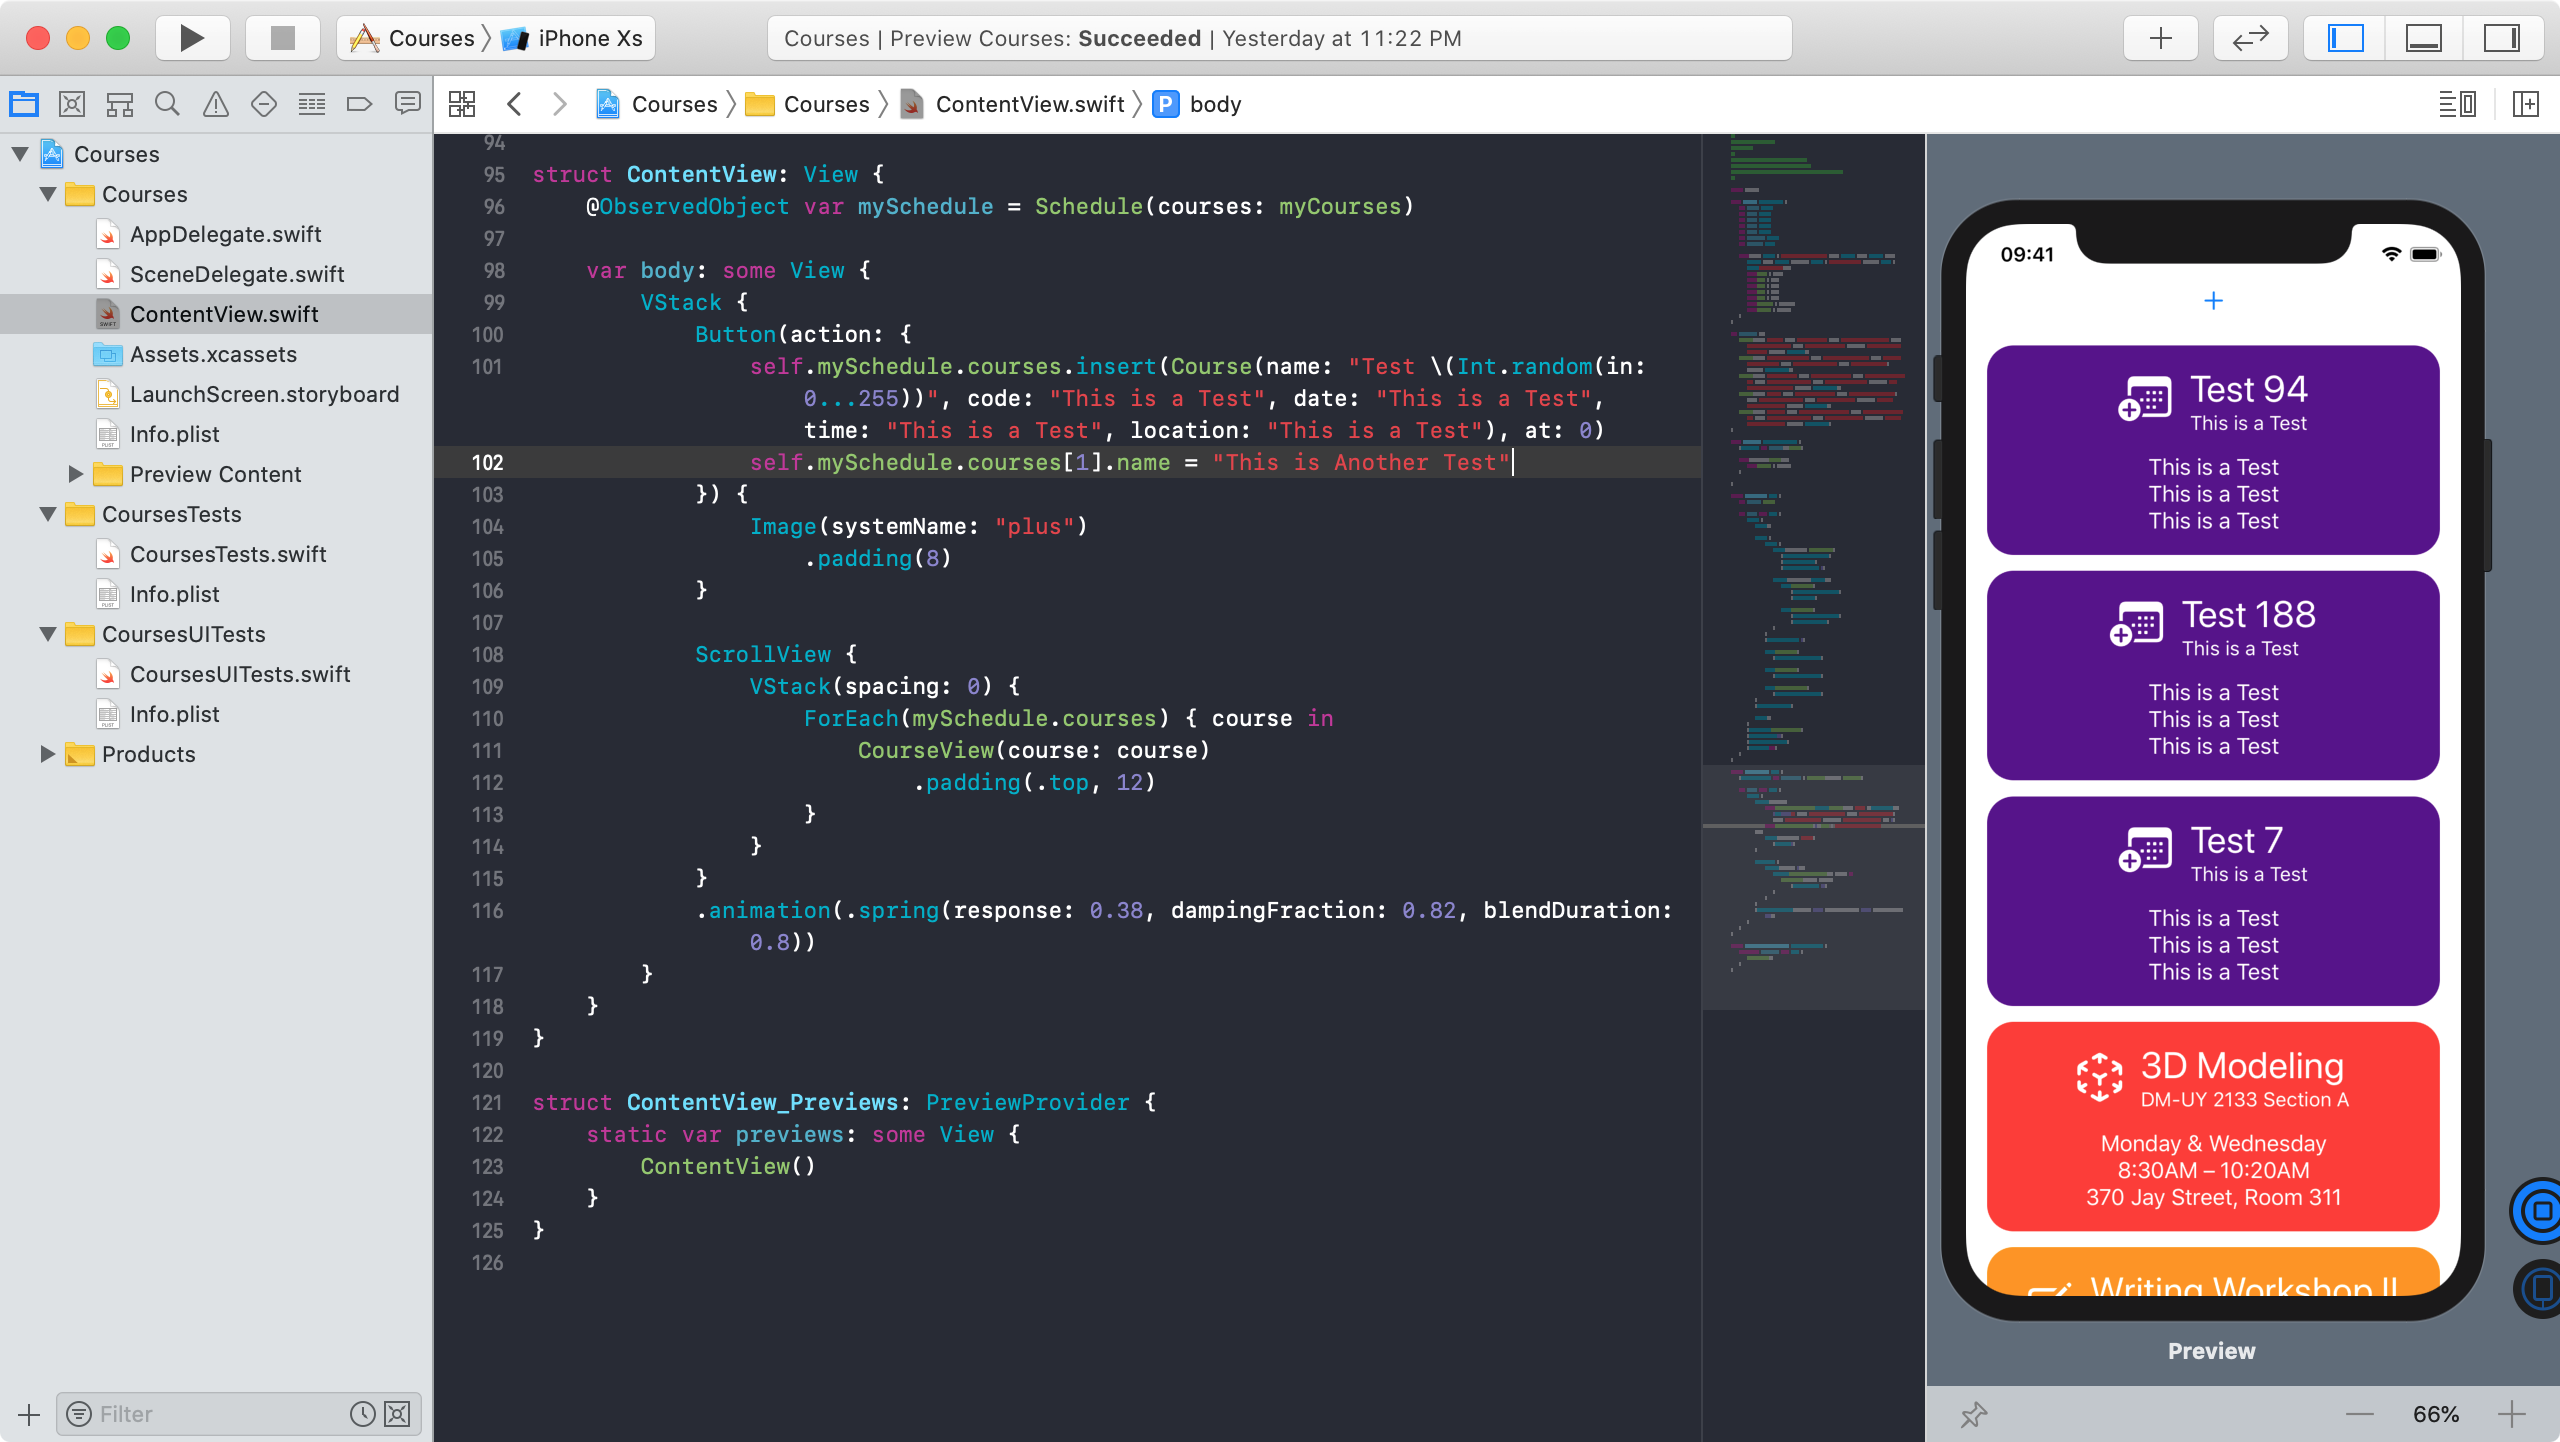 Courses
iPhone Xs
Courses | Preview Courses: Succeeded | Yesterday at 11:22 PM
Courses
Courses
ContentView.swift
P
body
Courses
Courses
AppDelegate.swift
SceneDelegate.swift
ContentView.swift
Assets.xcassets
LaunchScreen.storyboard
Info.plist
Preview Content
CoursesTests
CoursesTests.swift
Info.plist
CoursesUITests
CoursesUITests.swift
Info.plist
Products
Filter
94
95 struct ContentView: View {
96 @ObservedObject var mySchedule = Schedule(courses: myCourses)
97
98 var body: some View {
99 VStack {
100 Button(action: {
101 self.mySchedule.courses.insert(Course(name: "Test \(Int.random(in:
0...255))", code: "This is a Test", date: "This is a Test",
time: "This is a Test", location: "This is a Test"), at: 0)
102 self.mySchedule.courses[1].name = "This is Another Test"
103 }) {
104 Image(systemName: "plus")
105 .padding(8)
106 }
107
108 ScrollView {
109 VStack(spacing: 0) {
110 ForEach(mySchedule.courses) { course in
111 CourseView(course: course)
112 .padding(.top, 12)
113 }
114 }
115 }
116 .animation(.spring(response: 0.38, dampingFraction: 0.82, blendDuration:
0.8))
117 }
118 }
119 }
120
121 struct ContentView_Previews: PreviewProvider {
122 static var previews: some View {
123 ContentView()
124 }
125 }
126
09:41
+
Test 94
This is a Test
This is a Test
This is a Test
This is a Test
Test 188
This is a Test
This is a Test
This is a Test
This is a Test
Test 7
This is a Test
This is a Test
This is a Test
This is a Test
3D Modeling
DM-UY 2133 Section A
Monday & Wednesday
8:30AM – 10:20AM
370 Jay Street, Room 311
Writing Workshop II
Preview
66%